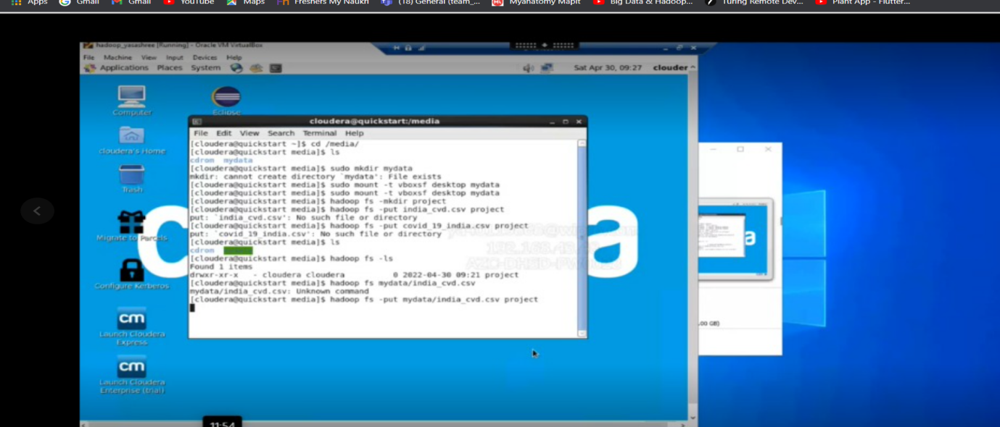 Apps Gmail Gmail YouTube Maps Freshers My Naukri (18) General (team_... Myanatomy Mapit Big Data & Hadoop... Turing Remote Dev... Plant App - Flutter...
hadoop_yasashree [Running] - Oracle VM VirtualBox
File Machine View Input Devices Help
Applications Places System Sat Apr 30, 09:27 clouder
Computer
Eclipse
cloudera's Home
Trash
Migrate to Parcels
Configure Kerberos
cm
Launch Cloudera
Express
cm
Launch Cloudera
Enterprise (trial)
cloudera@quickstart:/media
File Edit View Search Terminal Help
[cloudera@quickstart ~]$ cd /media/
[cloudera@quickstart media]$ ls
cdrom mydata
[cloudera@quickstart media]$ sudo mkdir mydata
mkdir: cannot create directory `mydata': File exists
[cloudera@quickstart media]$ sudo mount -t vboxsf desktop mydata
[cloudera@quickstart media]$ sudo mount -t vboxsf desktop mydata
[cloudera@quickstart media]$ hadoop fs -mkdir project
[cloudera@quickstart media]$ hadoop fs -put india_cvd.csv project
put: `india_cvd.csv': No such file or directory
[cloudera@quickstart media]$ hadoop fs -put covid_19_india.csv project
put: `covid_19_india.csv': No such file or directory
[cloudera@quickstart media]$ ls
cdrom
[cloudera@quickstart media]$ hadoop fs -ls
Found 1 items
drwxr-xr-x - cloudera cloudera 0 2022-04-30 09:21 project
[cloudera@quickstart media]$ hadoop fs mydata/india_cvd.csv
mydata/india_cvd.csv: Unknown command
[cloudera@quickstart media]$ hadoop fs -put mydata/india_cvd.csv project
.00 GB)
11:54